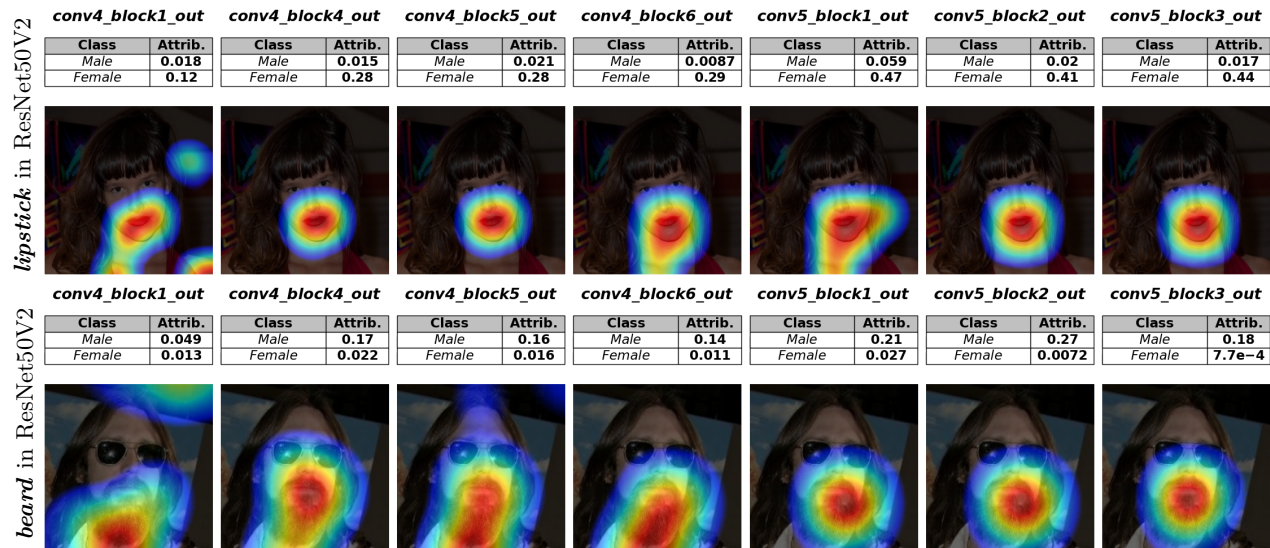 lipstick in ResNet50V2
conv4_block1_out conv4_block4_out conv4_block5_out conv4_block6_out conv5_block1_out conv5_block2_out conv5_block3_out
Class Attrib. Class Attrib. Class Attrib. Class Attrib. Class Attrib. Class Attrib. Class Attrib.
Male 0.018 Male 0.015 Male 0.021 Male 0.0087 Male 0.059 Male 0.02 Male 0.017
Female 0.12 Female 0.28 Female 0.28 Female 0.29 Female 0.47 Female 0.41 Female 0.44
beard in ResNet50V2
conv4_block1_out conv4_block4_out conv4_block5_out conv4_block6_out conv5_block1_out conv5_block2_out conv5_block3_out
Class Attrib. Class Attrib. Class Attrib. Class Attrib. Class Attrib. Class Attrib. Class Attrib.
Male 0.049 Male 0.17 Male 0.16 Male 0.14 Male 0.21 Male 0.27 Male 0.18
Female 0.013 Female 0.022 Female 0.016 Female 0.011 Female 0.027 Female 0.0072 Female 7.7e−4